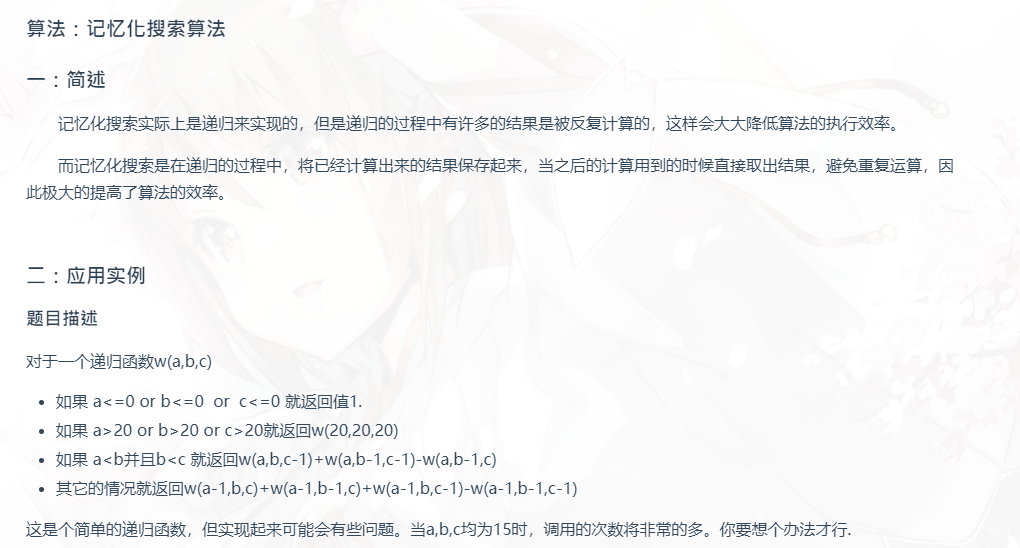 算法：记忆化搜索算法
一：简述
记忆化搜索实际上是递归来实现的，但是递归的过程中有许多的结果是被反复计算的，这样会大大降低算法的执行效率。
而记忆化搜索是在递归的过程中，将已经计算出来的结果保存起来，当之后的计算用到的时候直接取出结果，避免重复运算，因
此极大的提高了算法的效率。
二：应用实例
题目描述
对于一个递归函数w(a,b,c)
• 如果 a<=0 or b<=0 or c<=0 就返回值1.
• 如果 a>20 or b>20 or c>20就返回w(20,20,20)
• 如果 a<b并且b<c 就返回w(a,b,c-1)+w(a,b-1,c-1)-w(a,b-1,c)
• 其它的情况就返回w(a-1,b,c)+w(a-1,b-1,c)+w(a-1,b,c-1)-w(a-1,b-1,c-1)
这是个简单的递归函数，但实现起来可能会有些问题。当a,b,c均为15时，调用的次数将非常的多。你要想个办法才行.